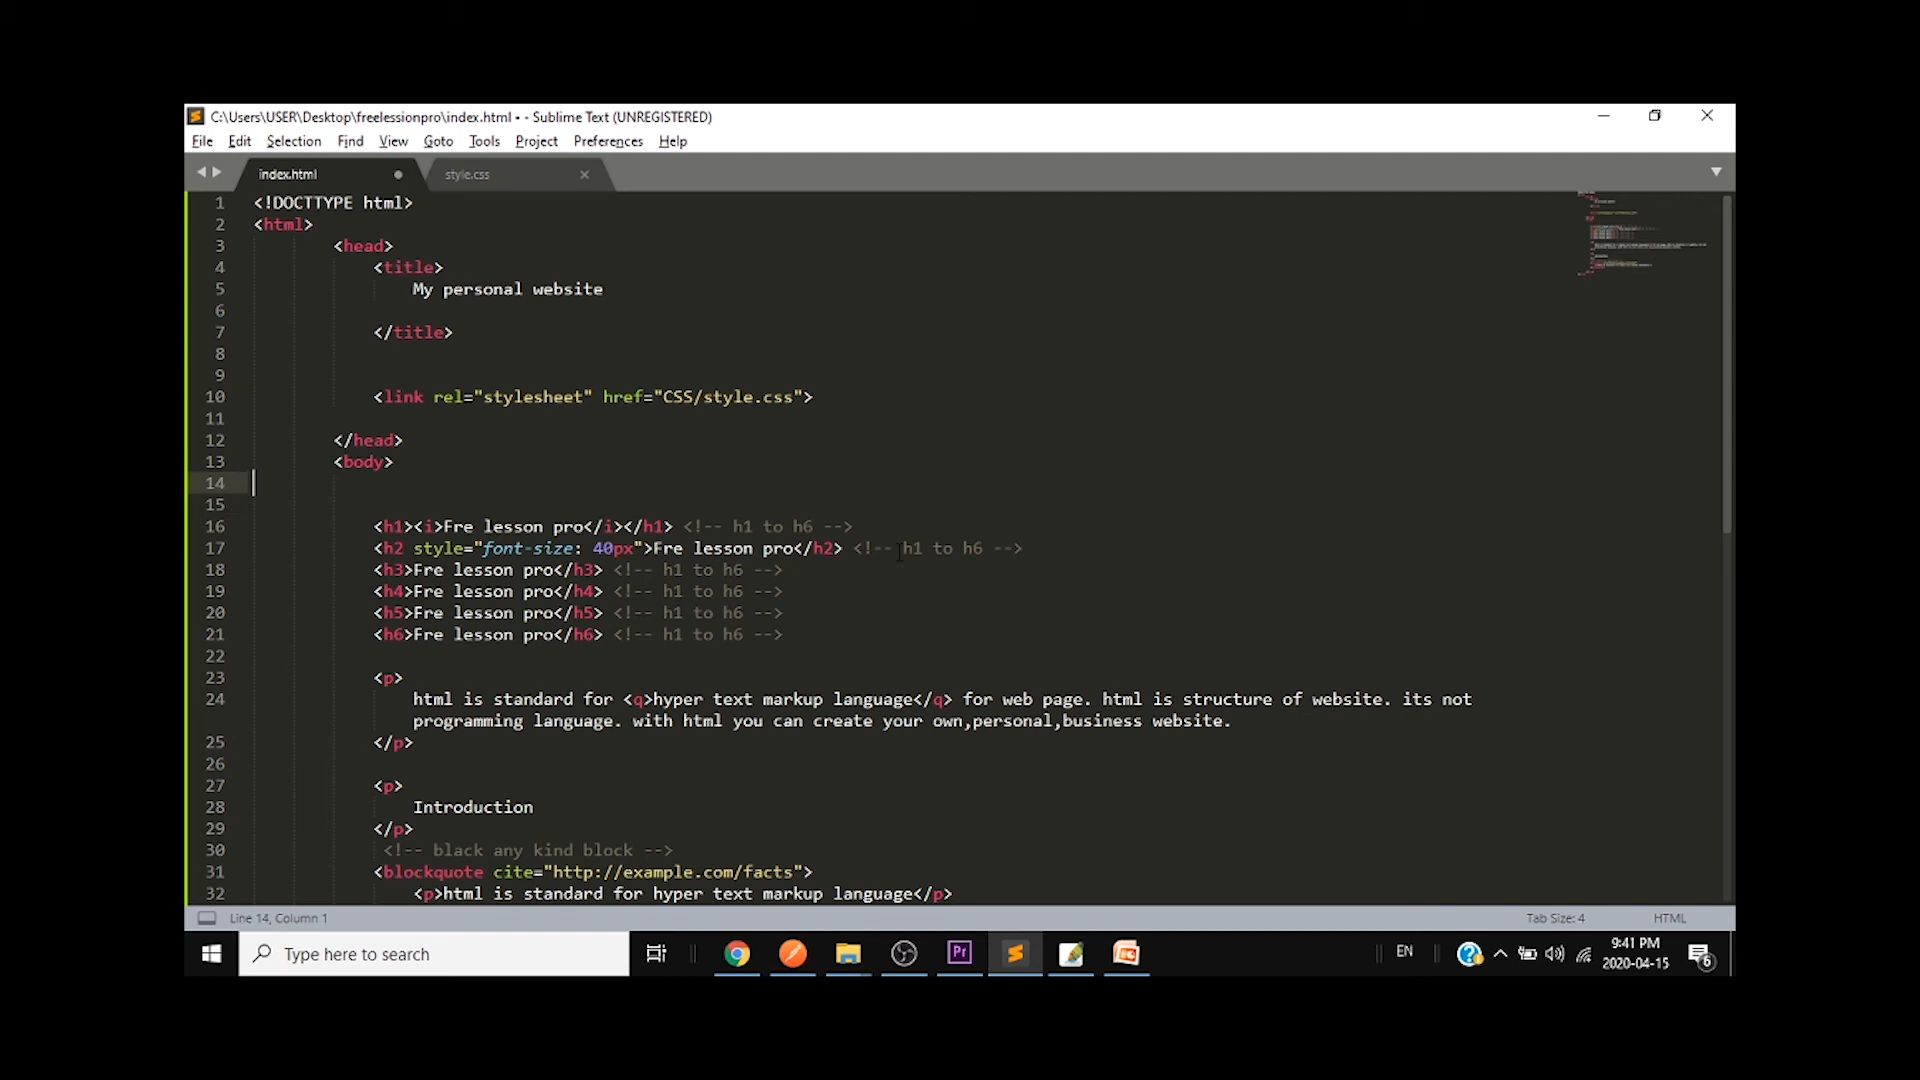 C:\Users\USER\Desktop\freelessionpro\index.html • - Sublime Text (UNREGISTERED)
File Edit Selection Find View Goto Tools Project Preferences Help
index.html style.css
1 <!DOCTTYPE html>
2 <html>
3 <head>
4 <title>
5 My personal website
6
7 </title>
8
9
10 <link rel="stylesheet" href="CSS/style.css">
11
12 </head>
13 <body>
14
15
16 <h1><i>Fre lesson pro</i></h1> <!-- h1 to h6 -->
17 <h2 style="font-size: 40px">Fre lesson pro</h2> <!-- h1 to h6 -->
18 <h3>Fre lesson pro</h3> <!-- h1 to h6 -->
19 <h4>Fre lesson pro</h4> <!-- h1 to h6 -->
20 <h5>Fre lesson pro</h5> <!-- h1 to h6 -->
21 <h6>Fre lesson pro</h6> <!-- h1 to h6 -->
22
23 <p>
24 html is standard for <q>hyper text markup language</q> for web page. html is structure of website. its not
programming language. with html you can create your own,personal,business website.
25 </p>
26
27 <p>
28 Introduction
29 </p>
30 <!-- black any kind block -->
31 <blockquote cite="http://example.com/facts">
32 <p>html is standard for hyper text markup language</p>
Line 14, Column 1 Tab Size: 4 HTML
Type here to search Pr EN 9:41 PM
2020-04-15 6